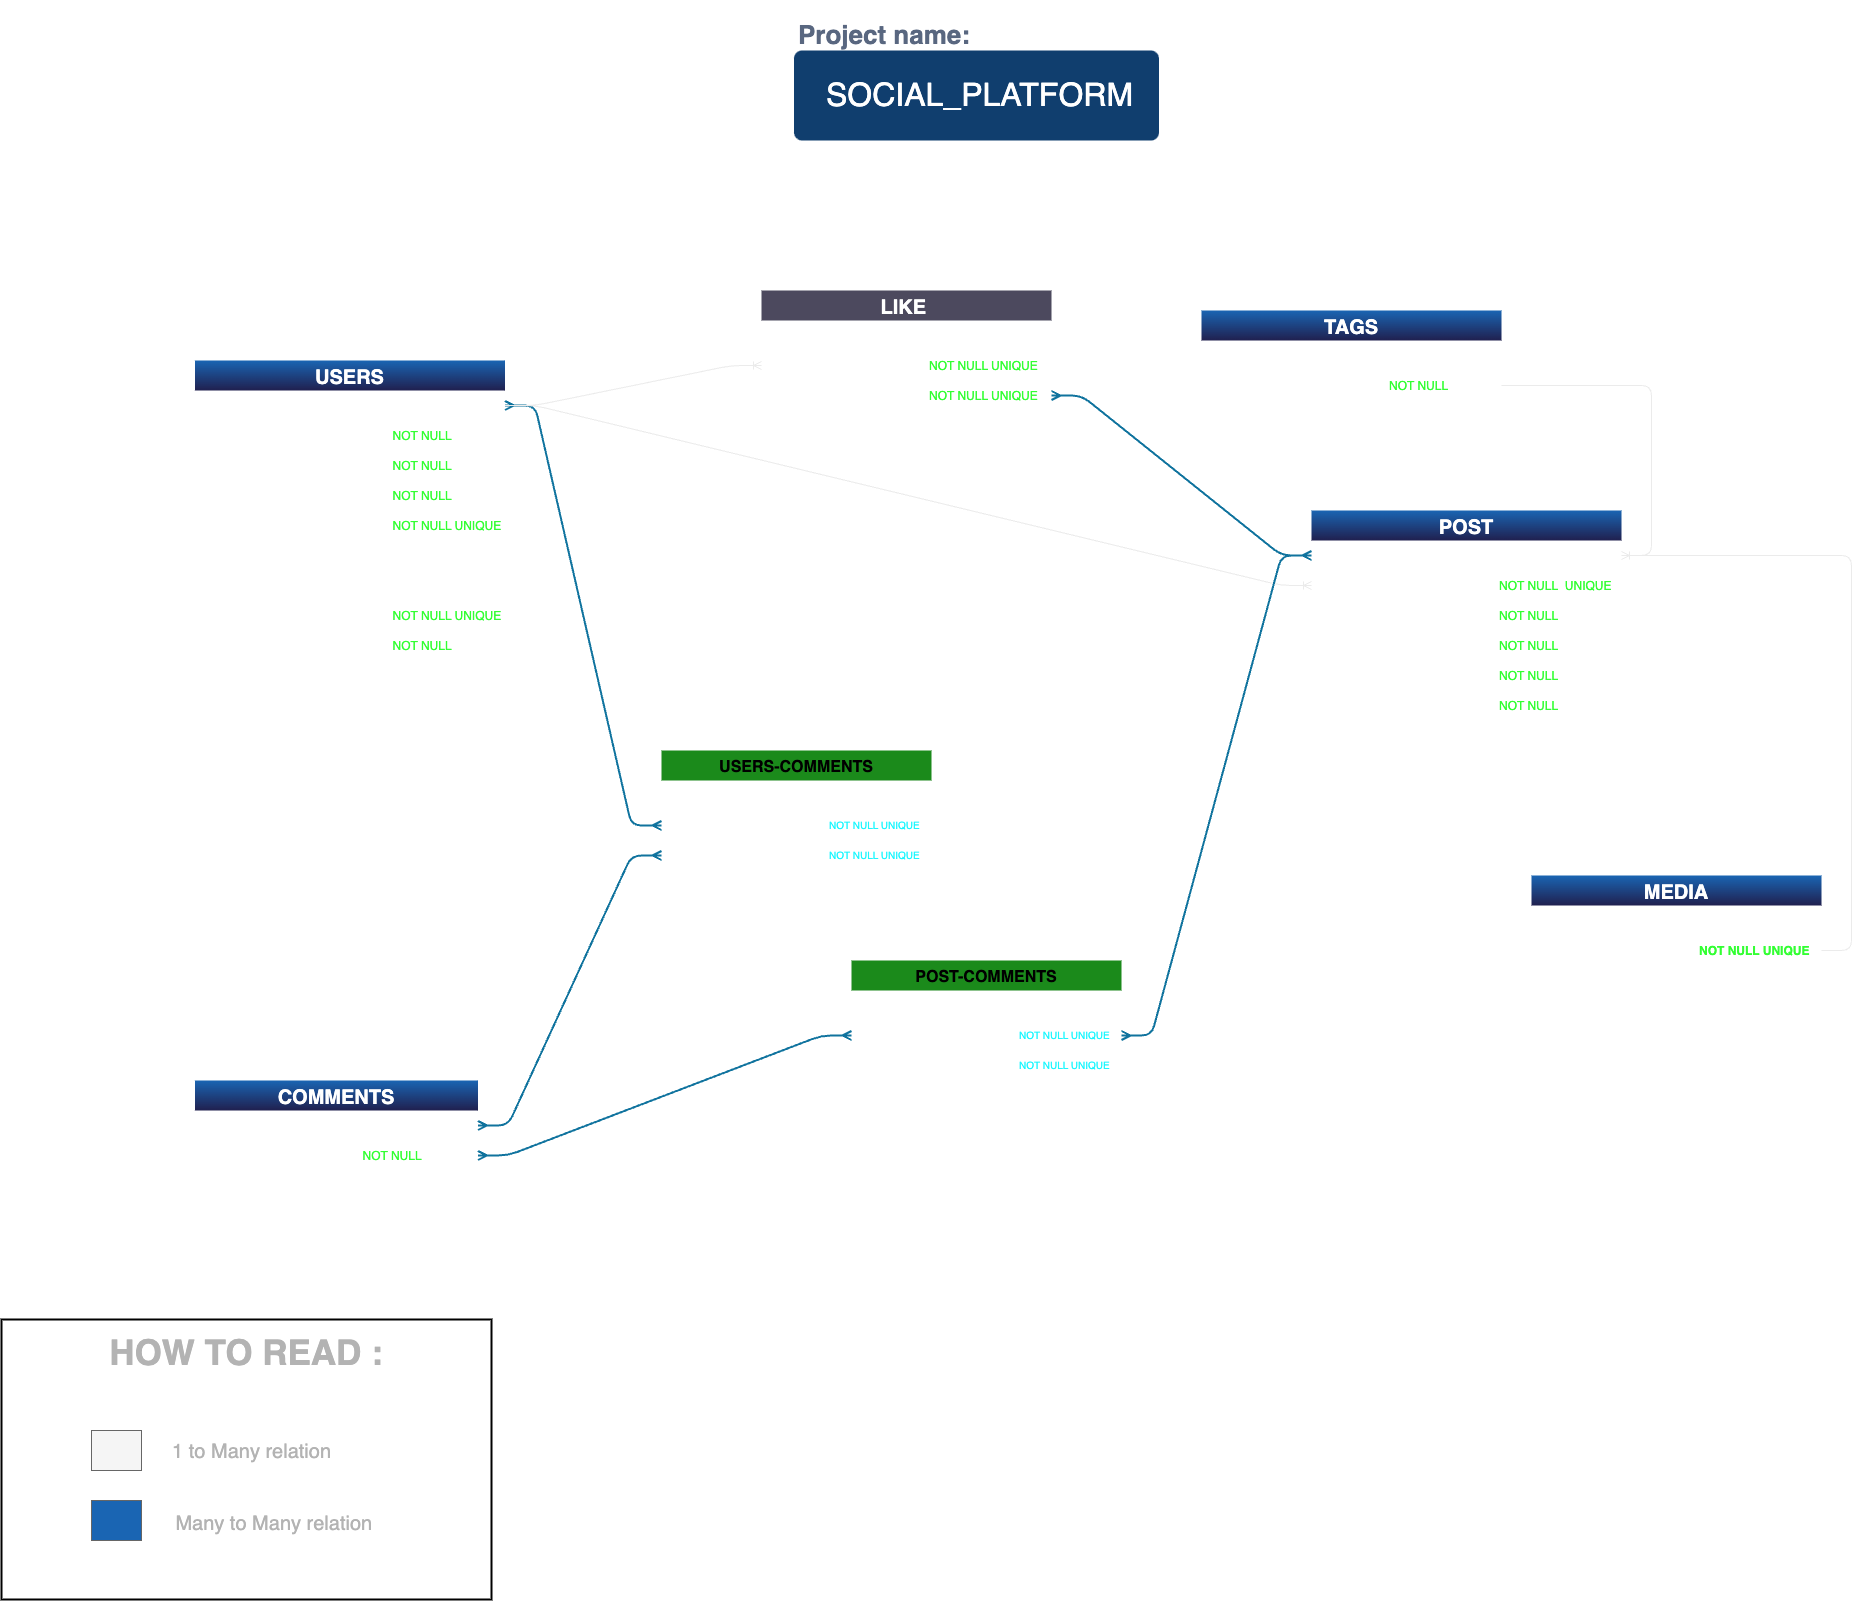 Project name:
SOCIAL_PLATFORM
LIKE
NOT NULL UNIQUE
NOT NULL UNIQUE
TAGS
NOT NULL
USERS
NOT NULL
NOT NULL
NOT NULL
NOT NULL UNIQUE
NOT NULL UNIQUE
NOT NULL
POST
NOT NULL  UNIQUE
NOT NULL
NOT NULL
NOT NULL
NOT NULL
USERS-COMMENTS
NOT NULL UNIQUE
NOT NULL UNIQUE
MEDIA
NOT NULL UNIQUE
POST-COMMENTS
NOT NULL UNIQUE
NOT NULL UNIQUE
COMMENTS
NOT NULL
HOW TO READ :
1 to Many relation
Many to Many relation